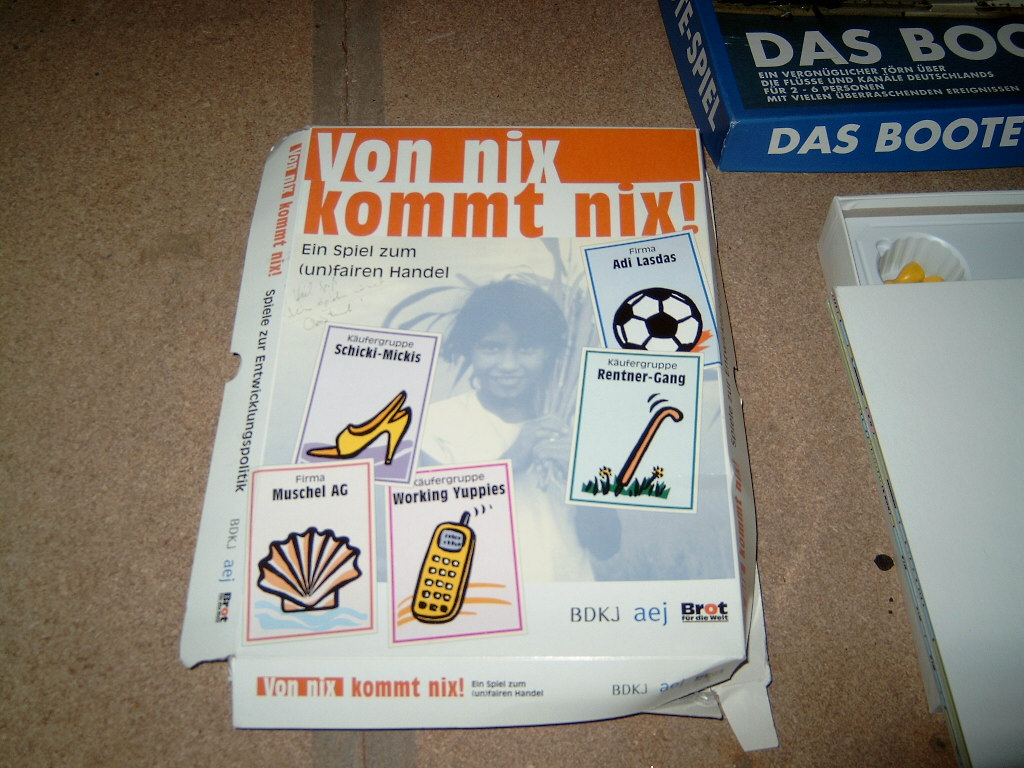 Von nix
kommt nix!
Ein Spiel zum
(un)fairen Handel
Firma
Adi Lasdas
Käufergruppe
Schicki-Mickis
Käufergruppe
Rentner-Gang
Firma
Muschel AG
Käufergruppe
Working Yuppies
BDKJ aej Brot
für die Welt
Von nix kommt nix! Spiele zur Entwicklungspolitik BDKJ aej Brot
Von nix kommt nix! Ein Spiel zum
(un)fairen Handel
BDKJ
TE-SPIEL
DAS BOO
EIN VERGNÜGLICHER TÖRN ÜBER
DIE FLÜSSE UND KANÄLE DEUTSCHLANDS
FÜR 2 - 6 PERSONEN
MIT VIELEN ÜBERRASCHENDEN EREIGNISSEN
DAS BOOTE